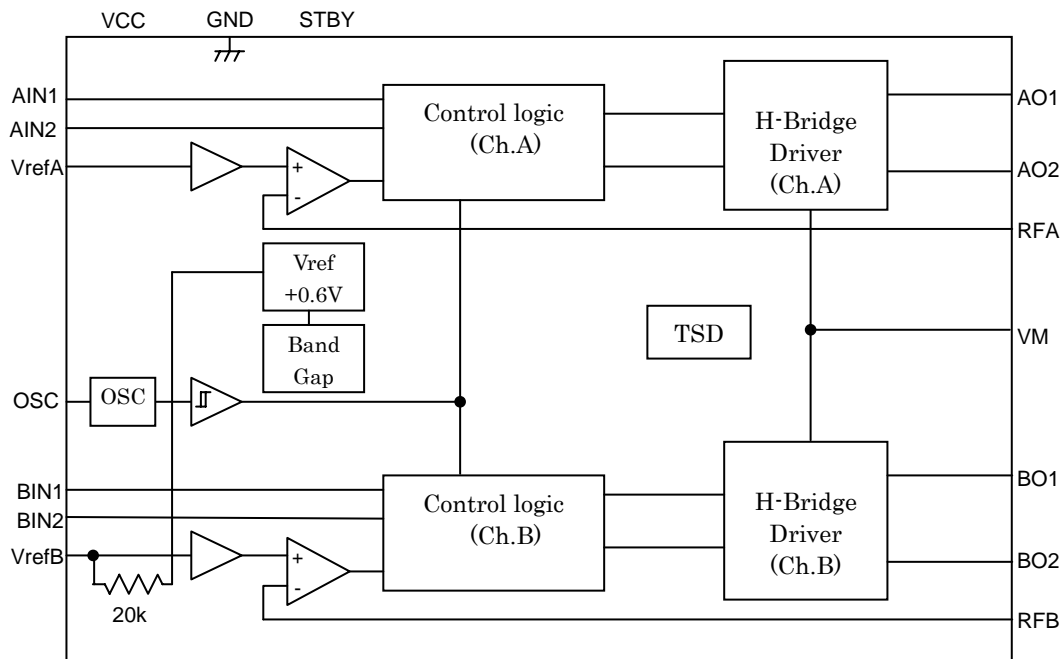 VCC GND STBY
AIN1
AIN2
VrefA
Control logic
(Ch.A)
H-Bridge
Driver
(Ch.A)
AO1
AO2
RFA
+
-
Vref
+0.6V
Band
Gap
TSD
VM
OSC
OSC
BIN1
BIN2
VrefB
20k
+
-
Control logic
(Ch.B)
H-Bridge
Driver
(Ch.B)
BO1
BO2
RFB